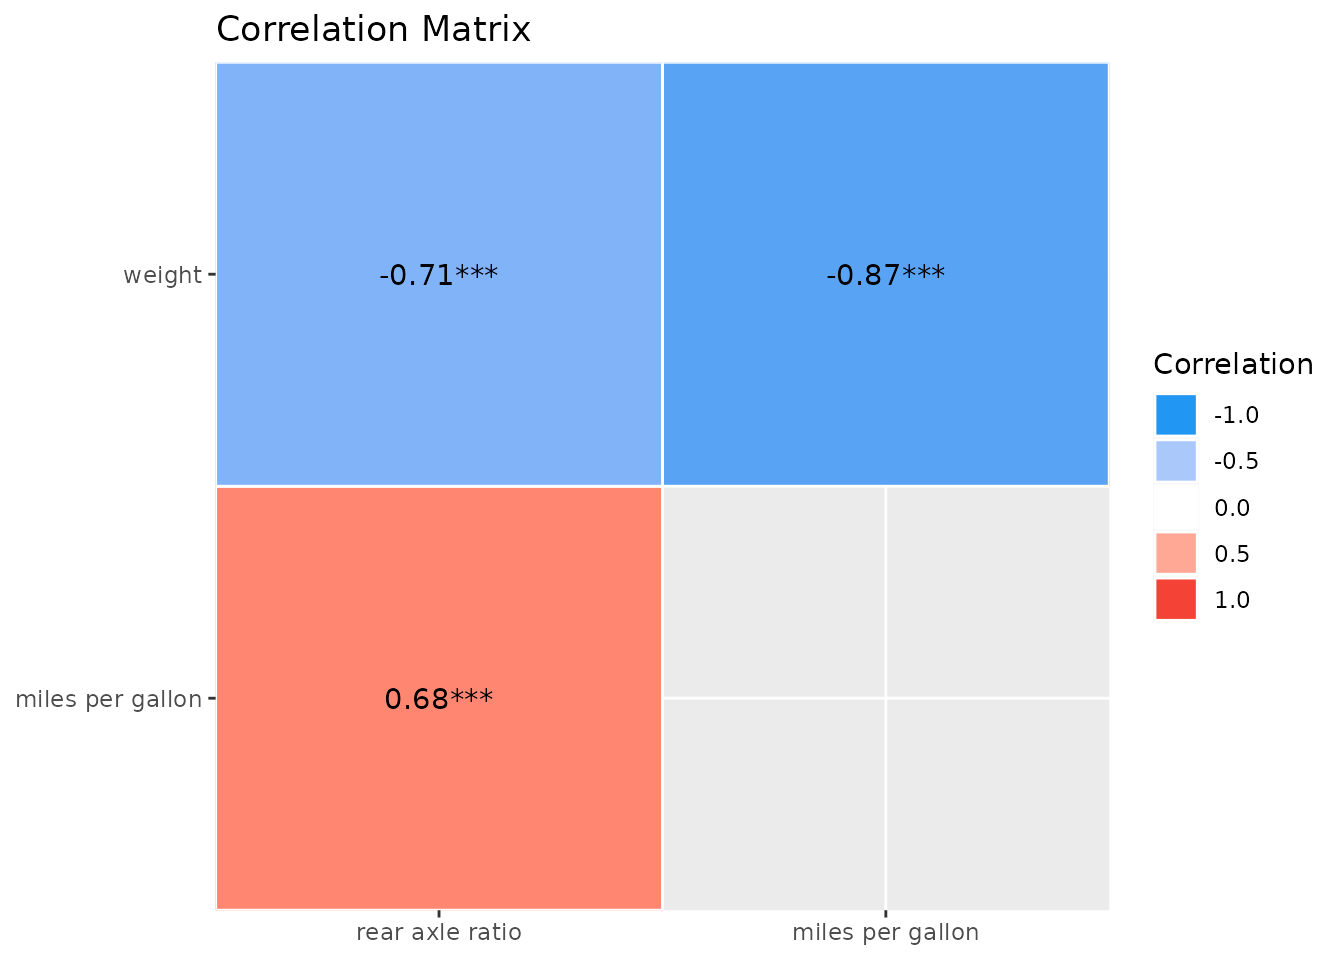 Correlation Matrix
weight
-0.71***
-0.87***
miles per gallon
0.68***
rear axle ratio
miles per gallon
Correlation
-1.0
-0.5
0.0
0.5
1.0